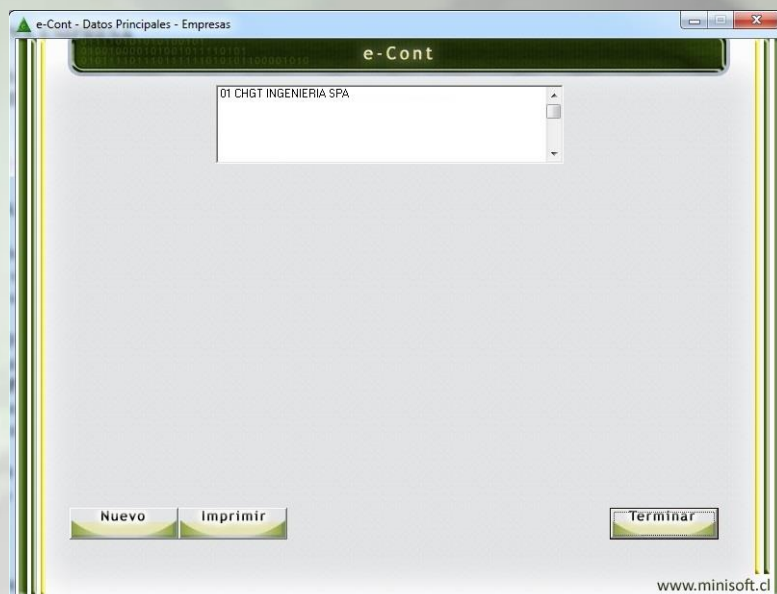 e-Cont - Datos Principales - Empresas
e-Cont
01 CHGT INGENIERIA SPA
Nuevo
Imprimir
Terminar
www.minisoft.cl